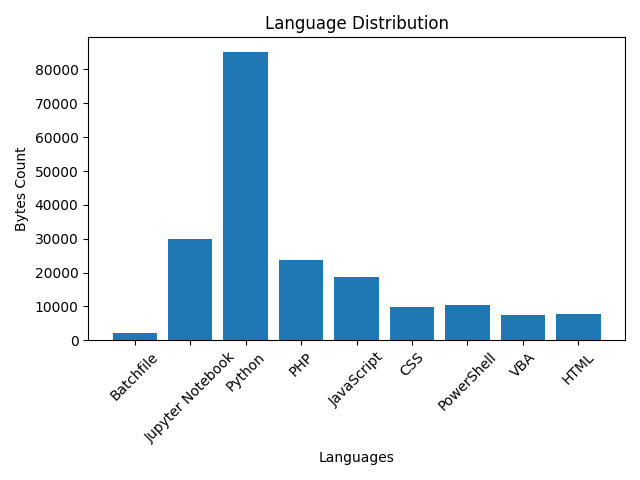 Language Distribution
Bytes Count
80000
70000
60000
50000
40000
30000
20000
10000
0
Batchfile
Jupyter Notebook
Python
PHP
JavaScript
CSS
PowerShell
VBA
HTML
Languages